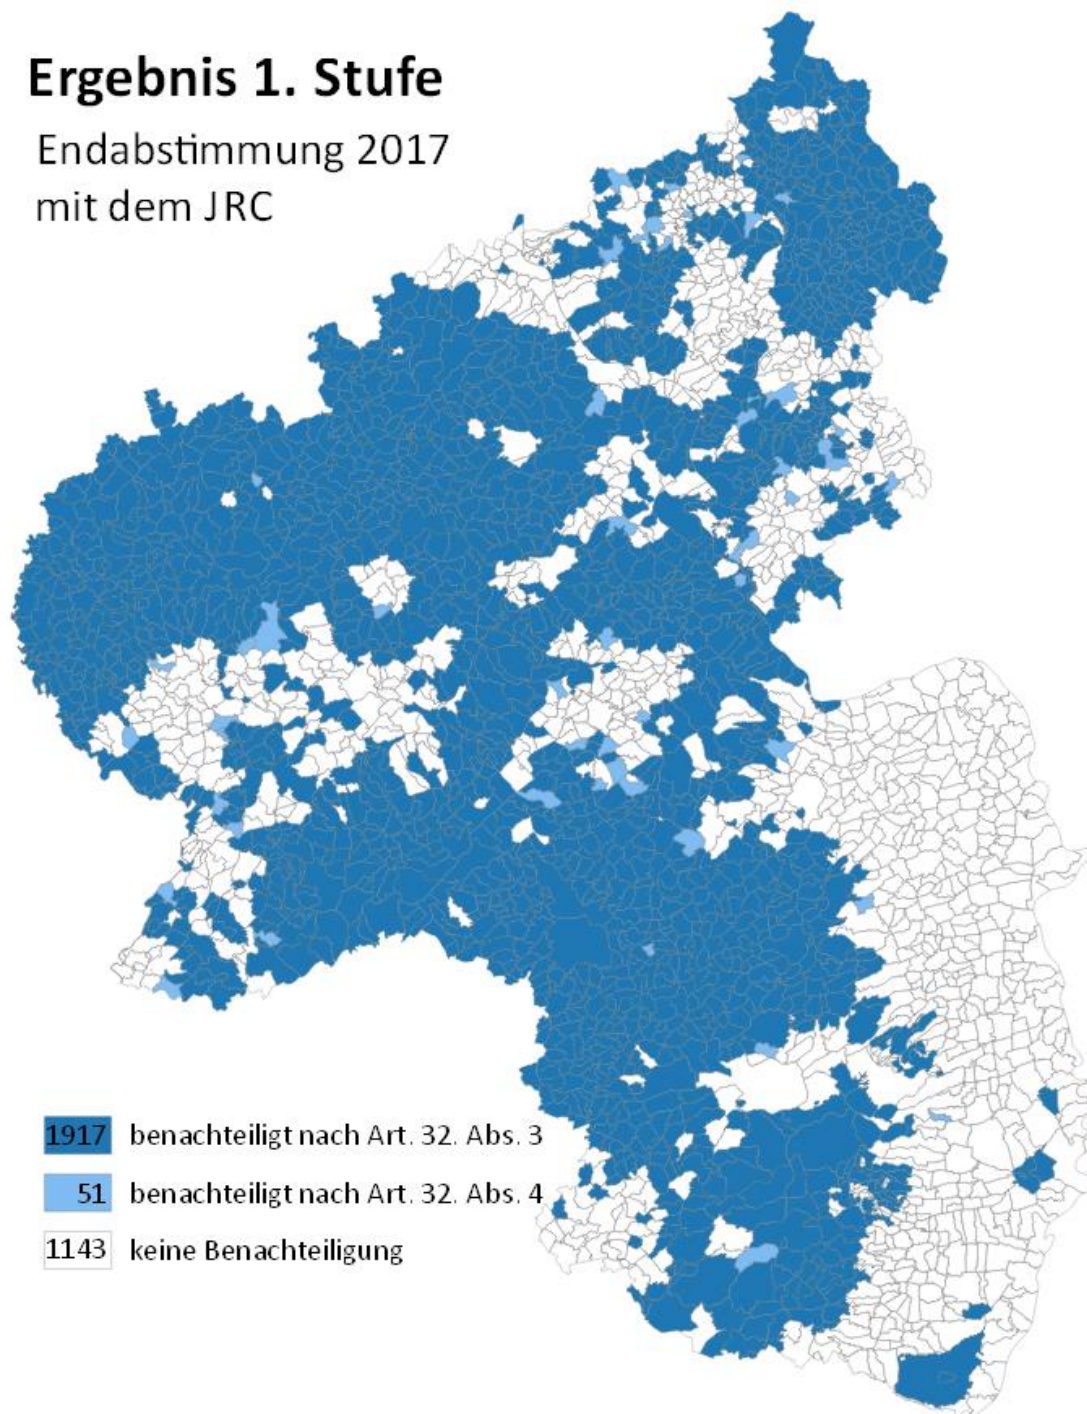 Ergebnis 1. Stufe
Endabstimmung 2017
mit dem JRC
1917 benachteiligt nach Art. 32. Abs. 3
51 benachteiligt nach Art. 32. Abs. 4
1143 keine Benachteiligung